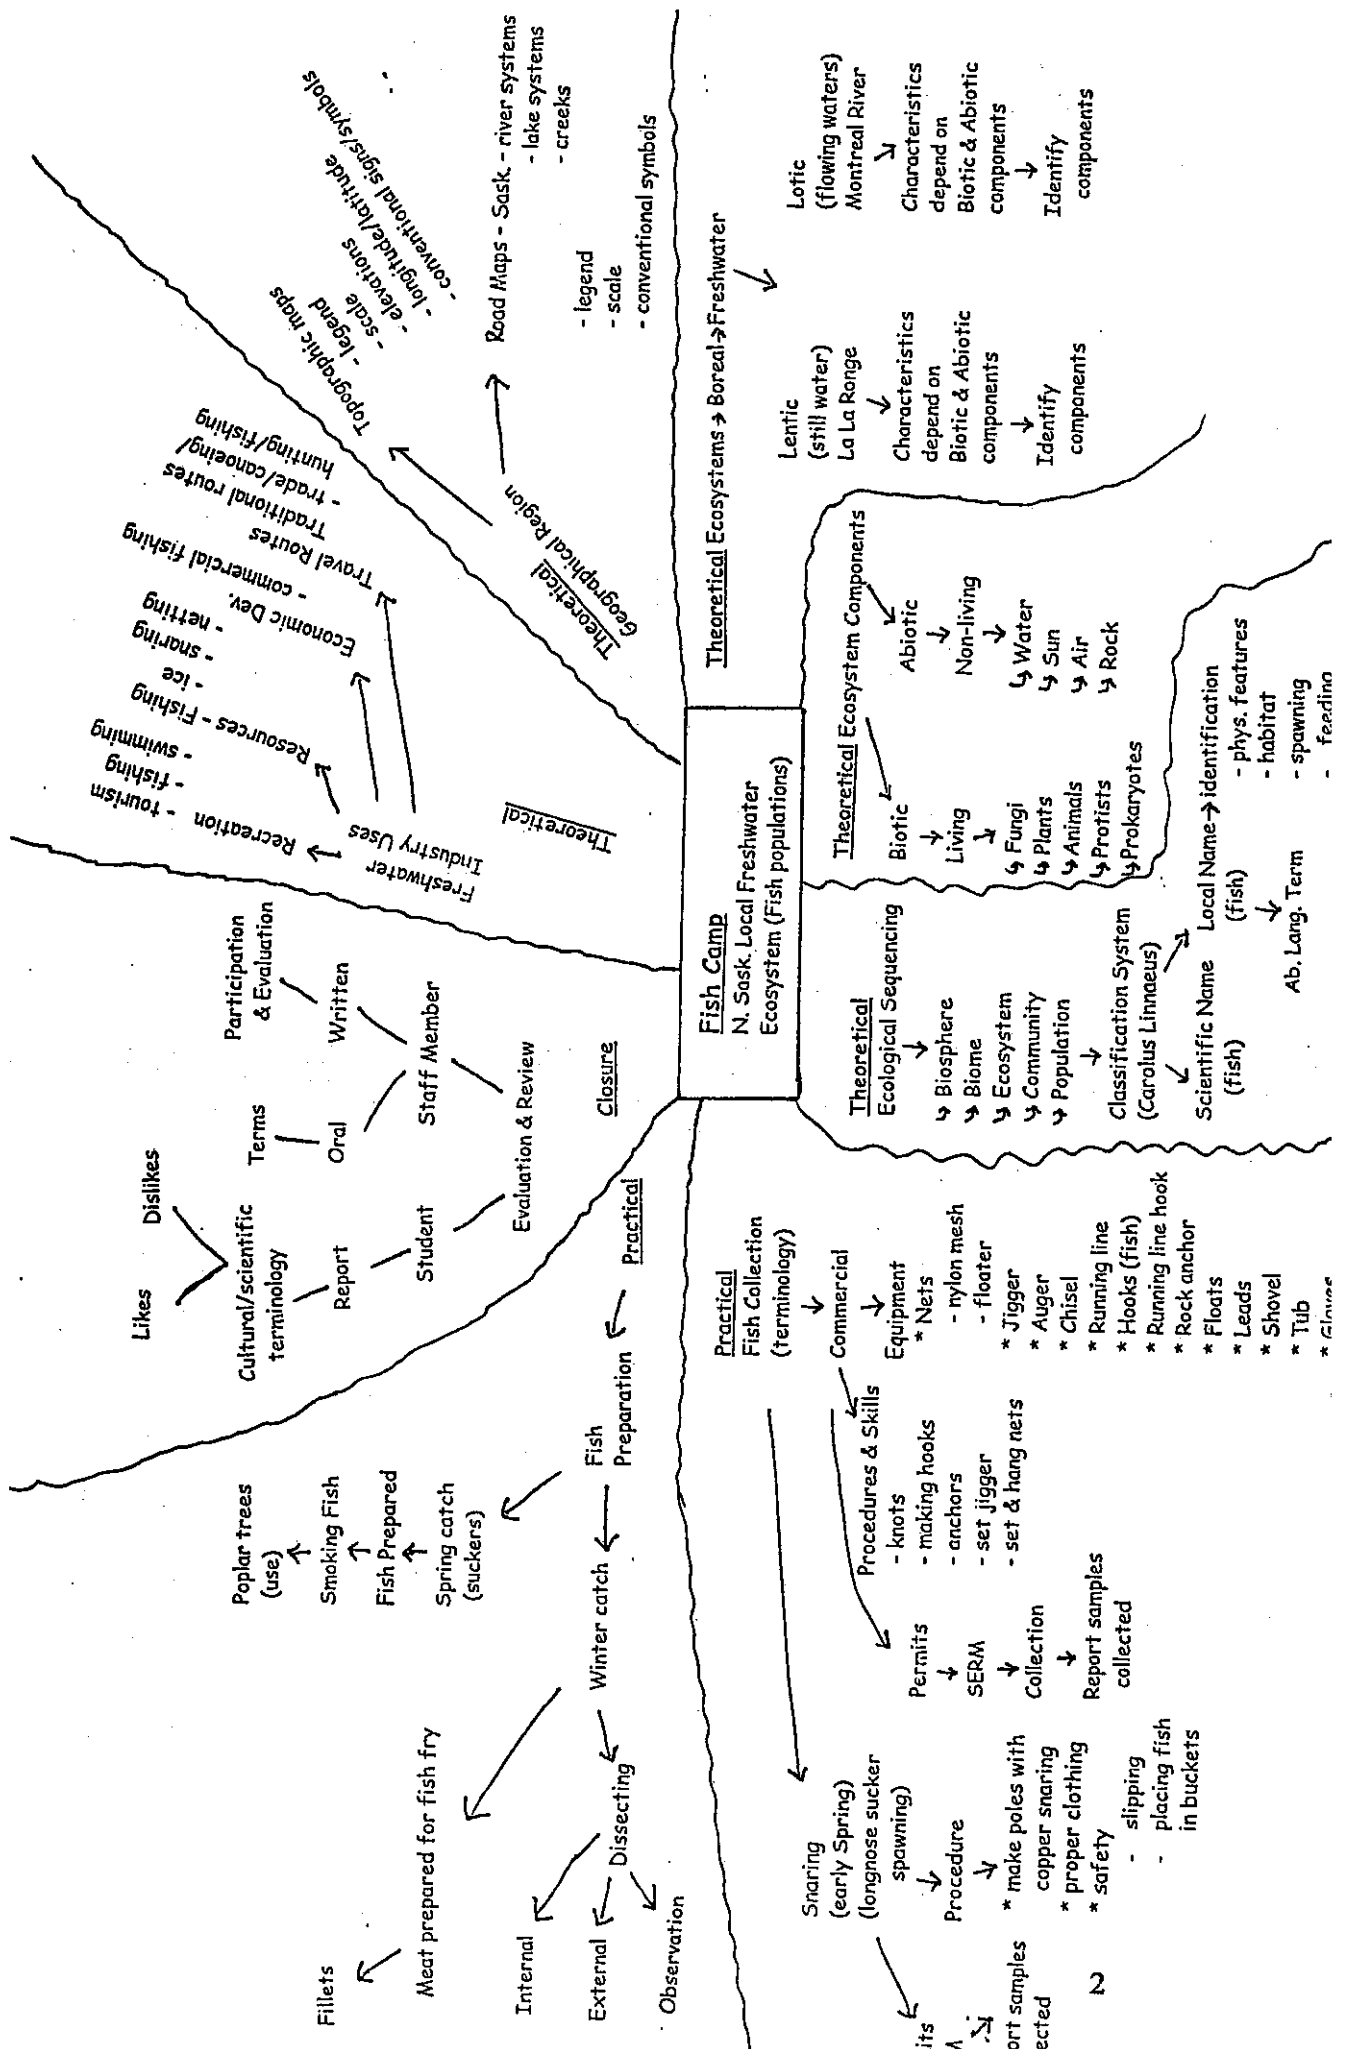 Fish Camp
N. Sask. Local Freshwater
Ecosystem (Fish populations)
Closure
Evaluation & Review
Student
Report
Cultural/scientific
terminology
Likes
Dislikes
Staff Member
Oral
Terms
Written
Participation
& Evaluation
Theoretical
Freshwater
Industry Uses
Recreation - tourism
- fishing
- swimming
Resources - Fishing
- ice
- snaring
- netting
Economic Dev.
- commercial fishing
Travel Routes
Traditional routes
- trade/canoeing/
hunting/fishing
Theoretical
Geographical Region
Topographic maps
- legend
- scale
- elevations
- longitude/latitude
- conventional signs/symbols
Road Maps - Sask. - river systems
- lake systems
- creeks
- legend
- scale
- conventional symbols
Theoretical Ecosystems → Boreal → Freshwater
Lentic
(still water)
La La Range
Characteristics
depend on
Biotic & Abiotic
components
Identify
components
Lotic
(flowing waters)
Montreal River
Characteristics
depend on
Biotic & Abiotic
components
Identify
components
Theoretical Ecosystem Components
Biotic
Living
Fungi
Plants
Animals
Protists
Prokaryotes
Abiotic
Non-living
Water
Sun
Air
Rock
Theoretical
Ecological Sequencing
Biosphere
Biome
Ecosystem
Community
Population
Classification System
(Carolus Linnaeus)
Scientific Name
(fish)
Local Name → identification
(fish)
- phys. features
- habitat
- spawning
- feeding
Ab. Lang. Term
Practical
Fish Collection
(terminology)
Commercial
Equipment
* Nets
- nylon mesh
- floater
* Jigger
* Auger
* Chisel
* Running line
* Hooks (fish)
* Running line hook
* Rock anchor
* Floats
* Leads
* Shovel
* Tub
* Gloves
Procedures & Skills
- knots
- making hooks
- anchors
- set jigger
- set & hang nets
Permits
SERM
Collection
Report samples
collected
Snaring
(early Spring)
(longnose sucker
spawning)
Procedure
* make poles with
copper snaring
* proper clothing
* safety
- slipping
- placing fish
in buckets
its
ort samples
ected
Practical
Fish
Preparation
Spring catch
(suckers)
Fish Prepared
Smoking Fish
Poplar trees
(use)
Winter catch
Meat prepared for fish fry
Fillets
Dissecting
Internal
External
Observation
2